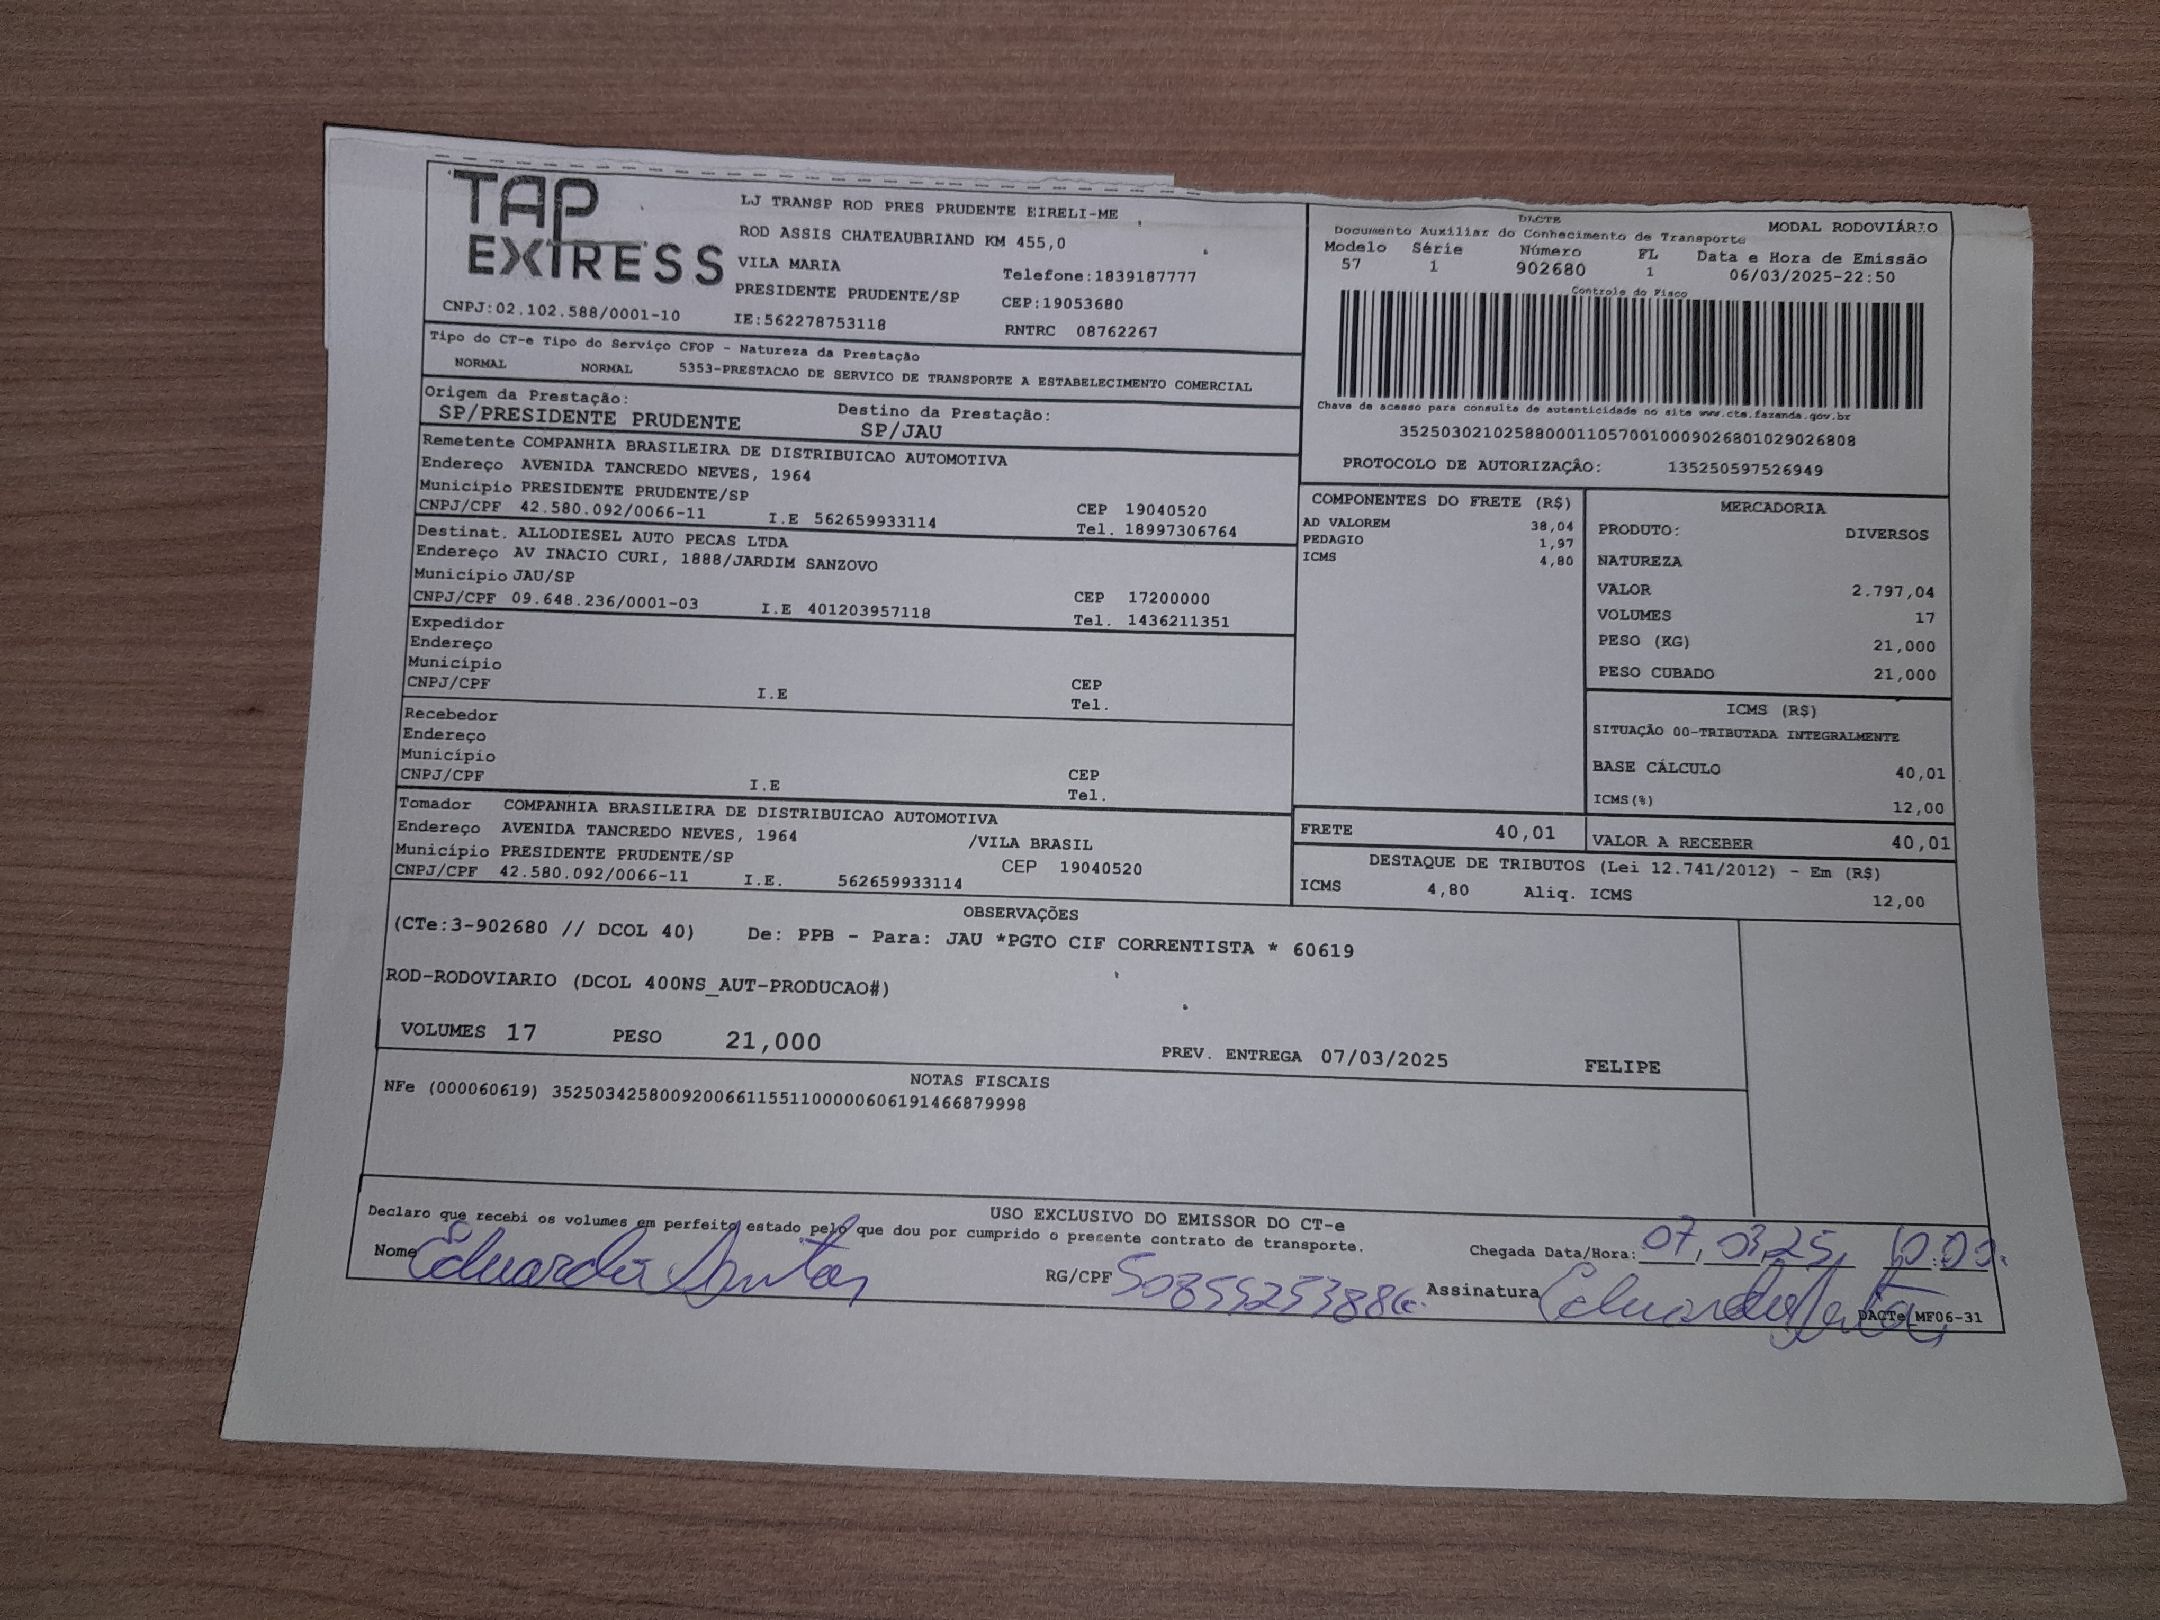 TAP
EXTRESS
CNPJ:02.102.588/0001-10
LJ TRANSP ROD PRES PRUDENTE EIRELI-ME
ROD ASSIS CHATEAUBRIAND KM 455,0
VILA MARIA Telefone:1839187777
PRESIDENTE PRUDENTE/SP CEP:19053680
IE:562278753118 RNTRC 08762267
DACTE MODAL RODOVIÁRIO
Documento Auxiliar do Conhecimento de Transporte
Modelo Série Número FL Data e Hora de Emissão
57 1 902680 1 06/03/2025-22:50
Controle do Fisco
Chave de acesso para consulta de autenticidade no site www.cte.fazenda.gov.br
35250302102588000110570010009026801029026808
PROTOCOLO DE AUTORIZAÇÃO: 135250597526949
Tipo do CT-e Tipo do Serviço CFOP - Natureza da Prestação
NORMAL NORMAL 5353-PRESTACAO DE SERVICO DE TRANSPORTE A ESTABELECIMENTO COMERCIAL
Origem da Prestação: Destino da Prestação:
SP/PRESIDENTE PRUDENTE SP/JAU
Remetente COMPANHIA BRASILEIRA DE DISTRIBUICAO AUTOMOTIVA
Endereço AVENIDA TANCREDO NEVES, 1964
Município PRESIDENTE PRUDENTE/SP CEP 19040520
CNPJ/CPF 42.580.092/0066-11 I.E 562659933114 Tel. 18997306764
Destinat. ALLODIESEL AUTO PECAS LTDA
Endereço AV INACIO CURI, 1888/JARDIM SANZOVO
Município JAU/SP CEP 17200000
CNPJ/CPF 09.648.236/0001-03 I.E 401203957118 Tel. 1436211351
Expedidor
Endereço
Município CEP
CNPJ/CPF I.E Tel.
Recebedor
Endereço
Município CEP
CNPJ/CPF I.E Tel.
Tomador COMPANHIA BRASILEIRA DE DISTRIBUICAO AUTOMOTIVA
Endereço AVENIDA TANCREDO NEVES, 1964 /VILA BRASIL
Município PRESIDENTE PRUDENTE/SP CEP 19040520
CNPJ/CPF 42.580.092/0066-11 I.E. 562659933114
COMPONENTES DO FRETE (R$)
AD VALOREM 38,04
PEDAGIO 1,97
ICMS 4,80
MERCADORIA
PRODUTO: DIVERSOS
NATUREZA
VALOR 2.797,04
VOLUMES 17
PESO (KG) 21,000
PESO CUBADO 21,000
ICMS (R$)
SITUAÇÃO 00-TRIBUTADA INTEGRALMENTE
BASE CÁLCULO 40,01
ICMS(%) 12,00
FRETE 40,01 VALOR A RECEBER 40,01
DESTAQUE DE TRIBUTOS (Lei 12.741/2012) - Em (R$)
ICMS 4,80 Aliq. ICMS 12,00
OBSERVAÇÕES
(CTe:3-902680 // DCOL 40) De: PPB - Para: JAU *PGTO CIF CORRENTISTA * 60619
ROD-RODOVIARIO (DCOL 400NS_AUT-PRODUCAO#)
VOLUMES 17 PESO 21,000 PREV. ENTREGA 07/03/2025 FELIPE
NOTAS FISCAIS
NFe (000060619) 35250342580092006611551100000606191466879998
USO EXCLUSIVO DO EMISSOR DO CT-e
Declaro que recebi os volumes em perfeito estado pelo que dou por cumprido o presente contrato de transporte.
Chegada Data/Hora: 07, 03, 25, 10:00
Nome Eduardo Santos RG/CPF Assinatura Eduardo
DACTe_MF06-31